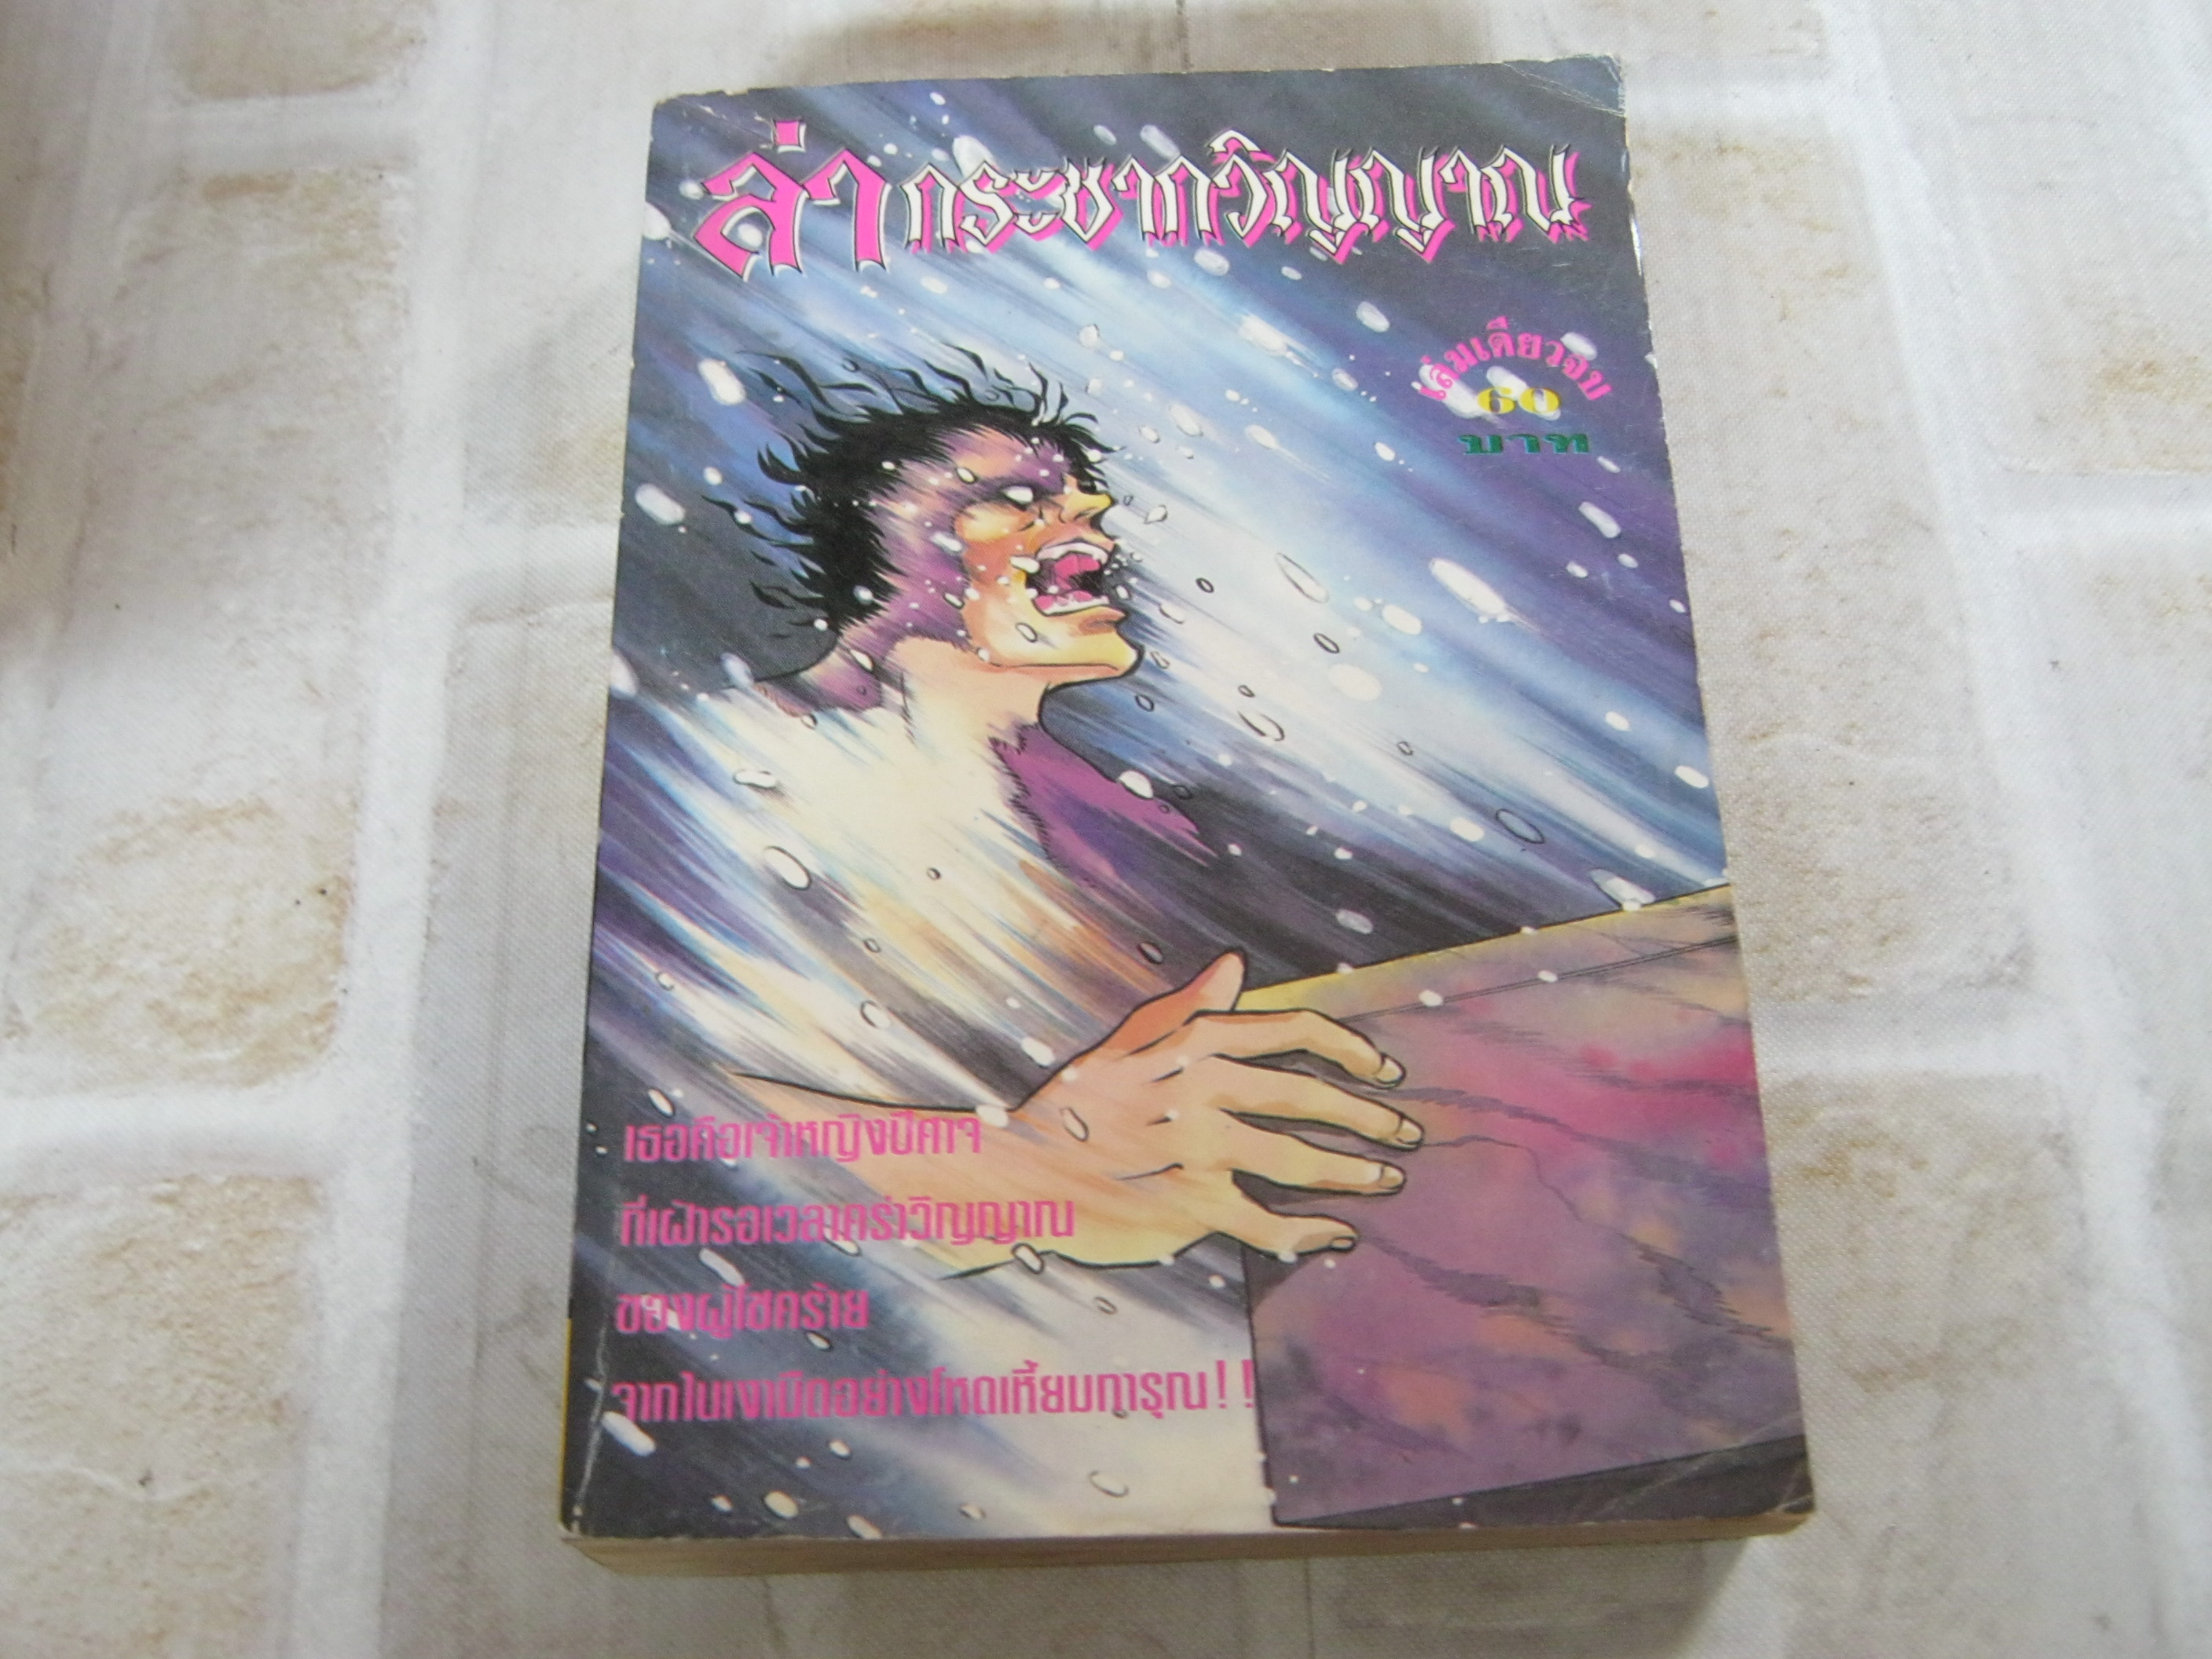 ล่ากระชากวิญญาณ
เล่มเดียวจบ
60
บาท
เธอคือเจ้าหญิงปีศาจ
ที่เฝ้ารอเวลาคร่าวิญญาณ
ของผู้โชคร้าย
จากในเงามืดอย่างโหดเหี้ยมการุณ!!